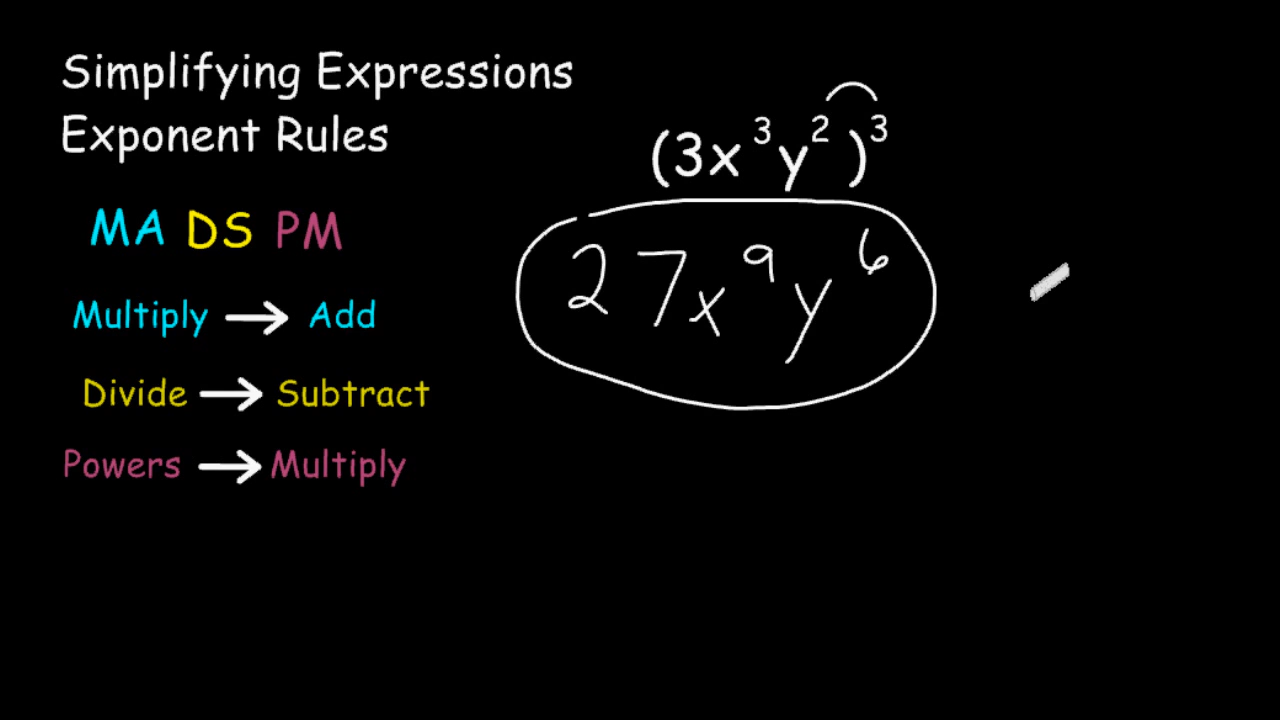 Simplifying Expressions
Exponent Rules
MA DS PM
Multiply → Add
Divide → Subtract
Powers → Multiply
(3x³y²)³
27x⁹y⁶